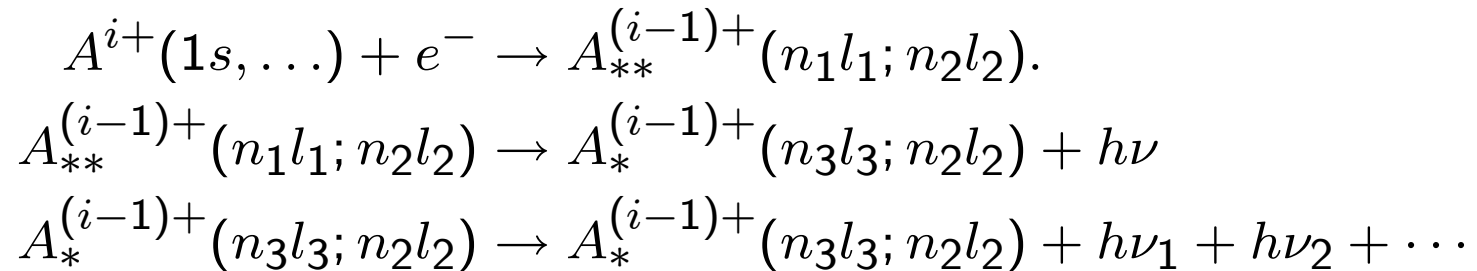 A^{i+}(1s, …) + e^− → A_{**}^{(i−1)+}(n_1l_1; n_2l_2).
A_{**}^{(i−1)+}(n_1l_1; n_2l_2) → A_*^{(i−1)+}(n_3l_3; n_2l_2) + hν
A_*^{(i−1)+}(n_3l_3; n_2l_2) → A_*^{(i−1)+}(n_3l_3; n_2l_2) + hν_1 + hν_2 + ⋯